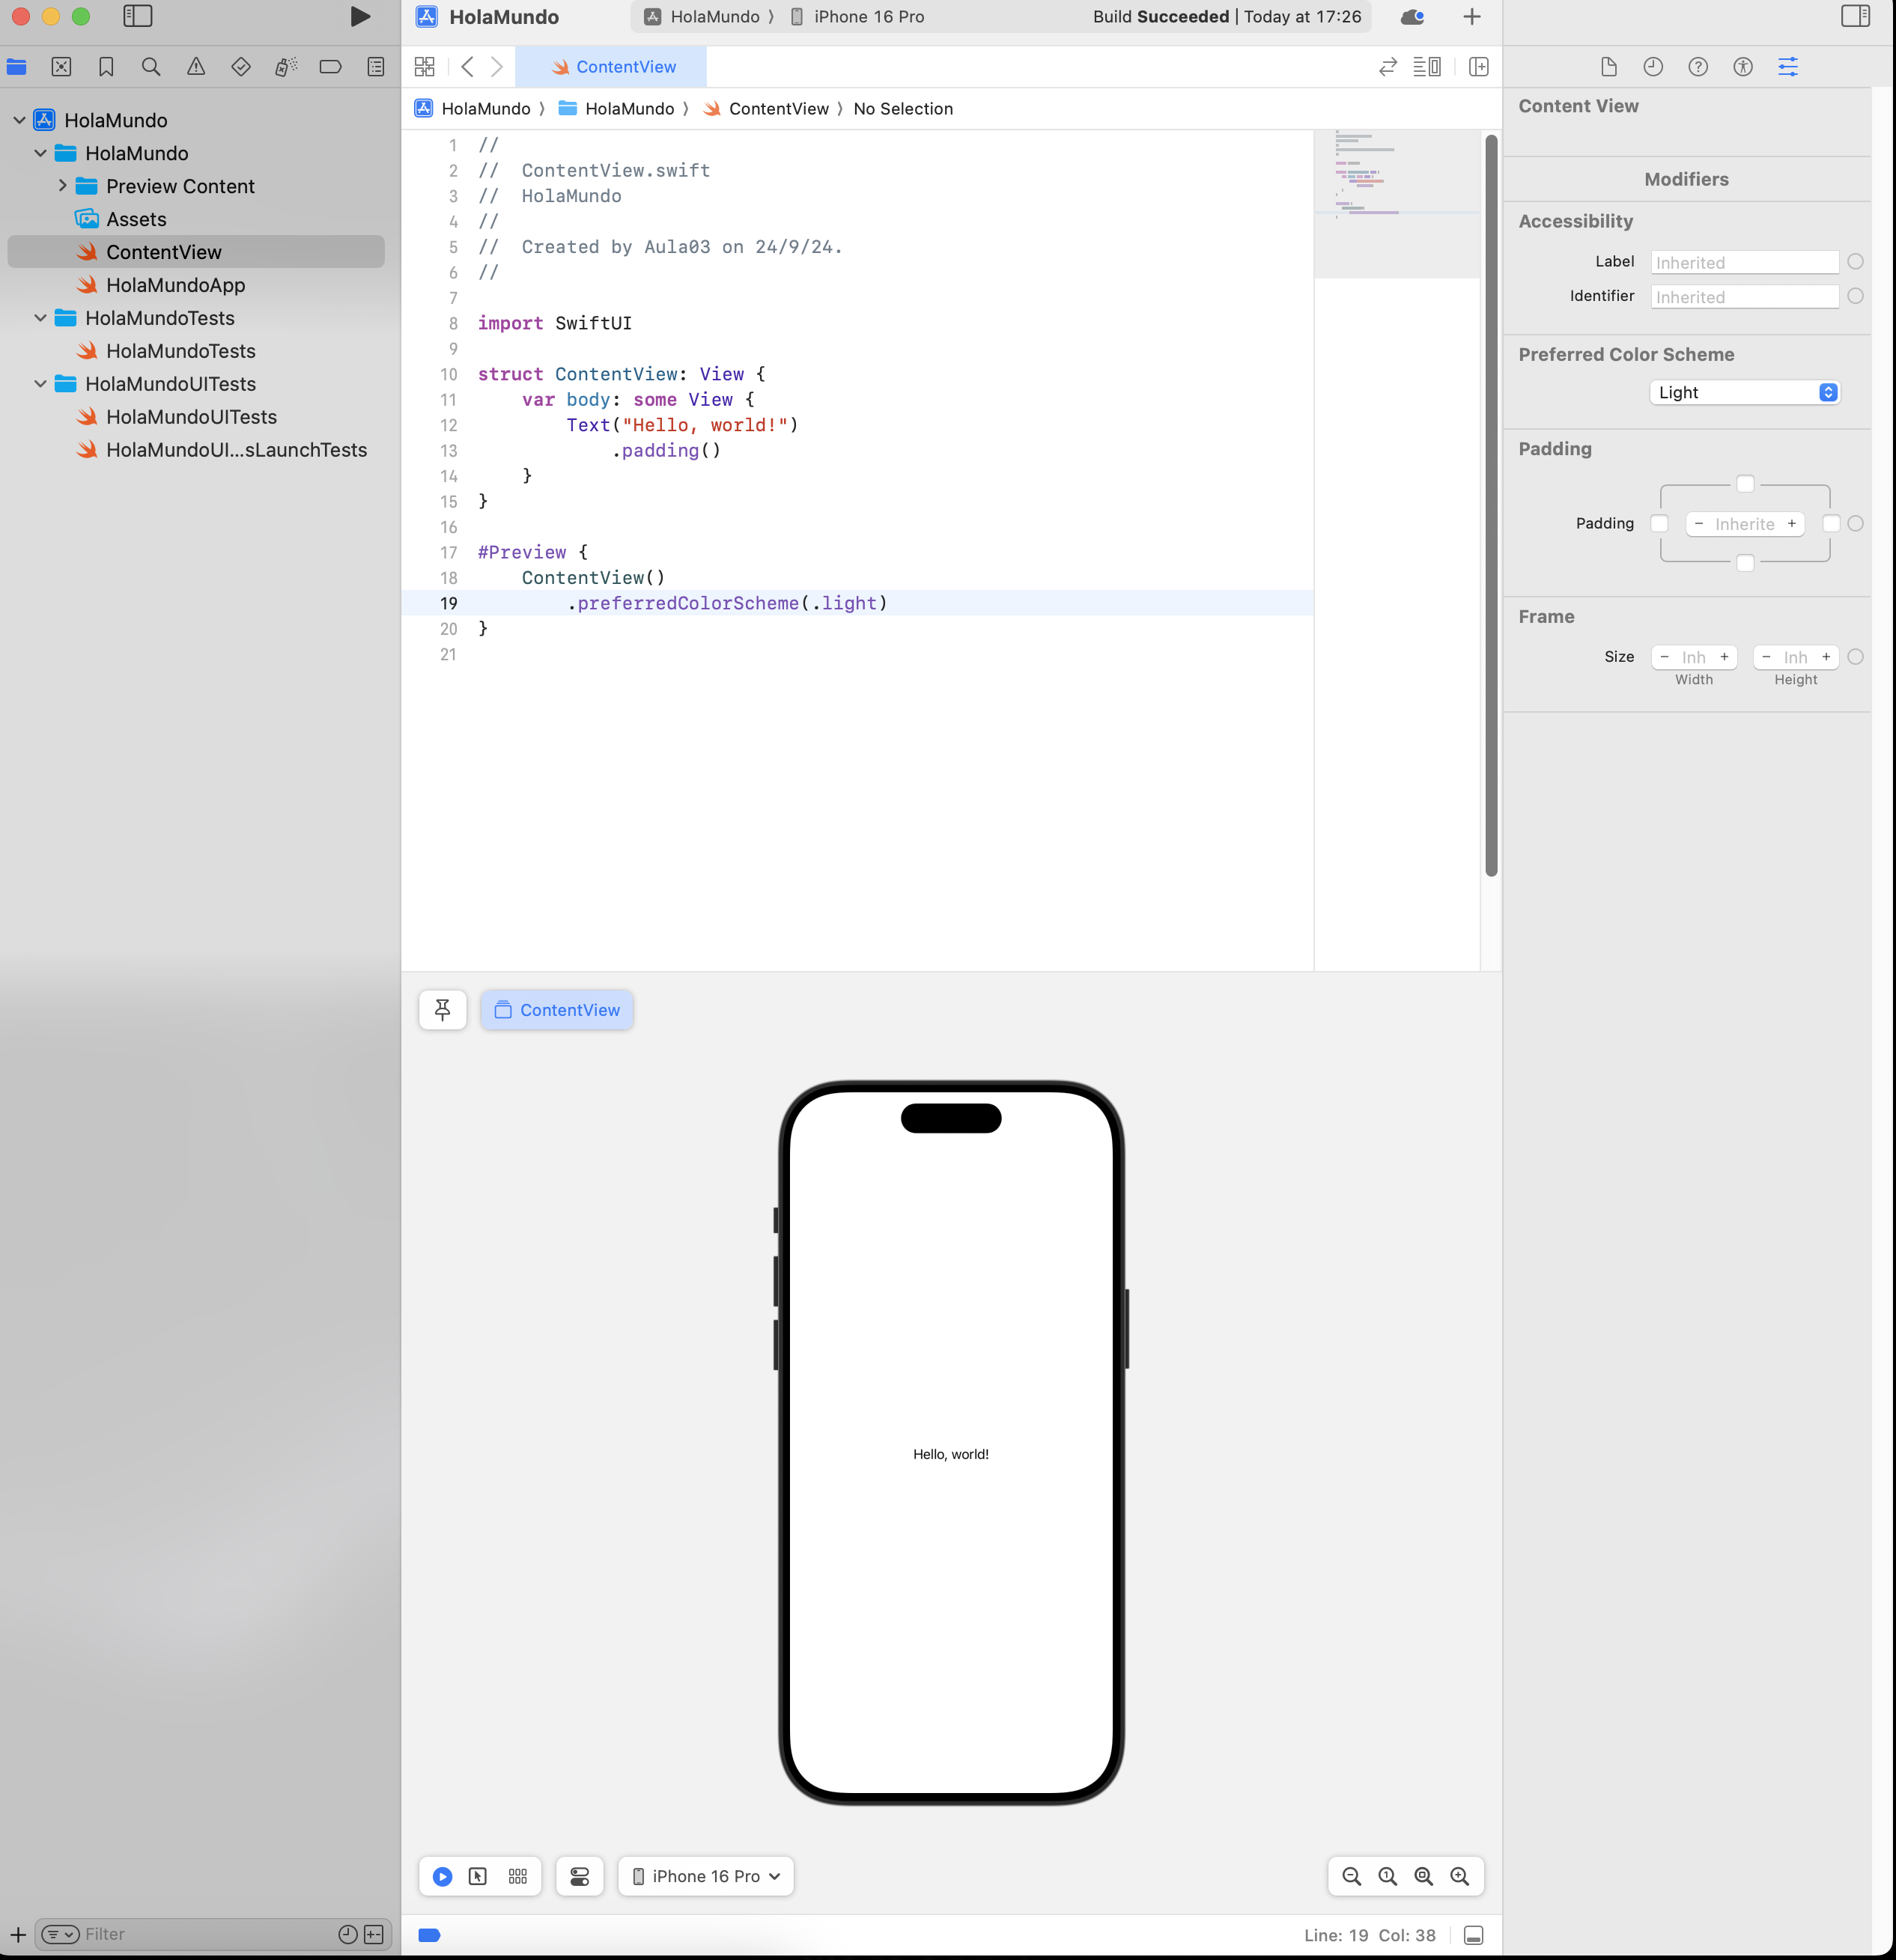 HolaMundo
HolaMundo 〉 iPhone 16 Pro
Build Succeeded | Today at 17:26
ContentView
HolaMundo 〉 HolaMundo 〉 ContentView 〉 No Selection
HolaMundo
HolaMundo
Preview Content
Assets
ContentView
HolaMundoApp
HolaMundoTests
HolaMundoTests
HolaMundoUITests
HolaMundoUITests
HolaMundoUI...sLaunchTests
Filter
1 //
2 //  ContentView.swift
3 //  HolaMundo
4 //
5 //  Created by Aula03 on 24/9/24.
6 //
7
8 import SwiftUI
9
10 struct ContentView: View {
11     var body: some View {
12         Text("Hello, world!")
13             .padding()
14     }
15 }
16
17 #Preview {
18     ContentView()
19         .preferredColorScheme(.light)
20 }
21
ContentView
Hello, world!
iPhone 16 Pro
Line: 19 Col: 38
Content View
Modifiers
Accessibility
Label Inherited
Identifier Inherited
Preferred Color Scheme
Light
Padding
Padding − Inherite +
Frame
Size − Inh + − Inh +
Width Height